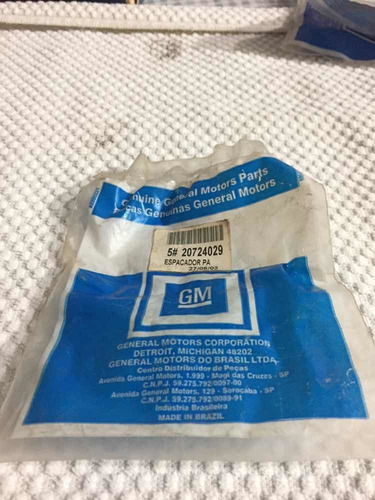 Genuine General Motors Parts
Peças Genuínas General Motors
5# 20724029
ESPACADOR PA
27/08/03
GM
GENERAL MOTORS CORPORATION
DETROIT, MICHIGAN 48202
GENERAL MOTORS DO BRASIL LTDA.
Centro Distribuidor de Peças
Avenida General Motors, 1.999 - Mogi das Cruzes - SP
C.N.P.J. 59.275.792/0097-00
Avenida General Motors, 129 - Sorocaba - SP
C.N.P.J. 59.275.792/0089-91
Indústria Brasileira
MADE IN BRAZIL